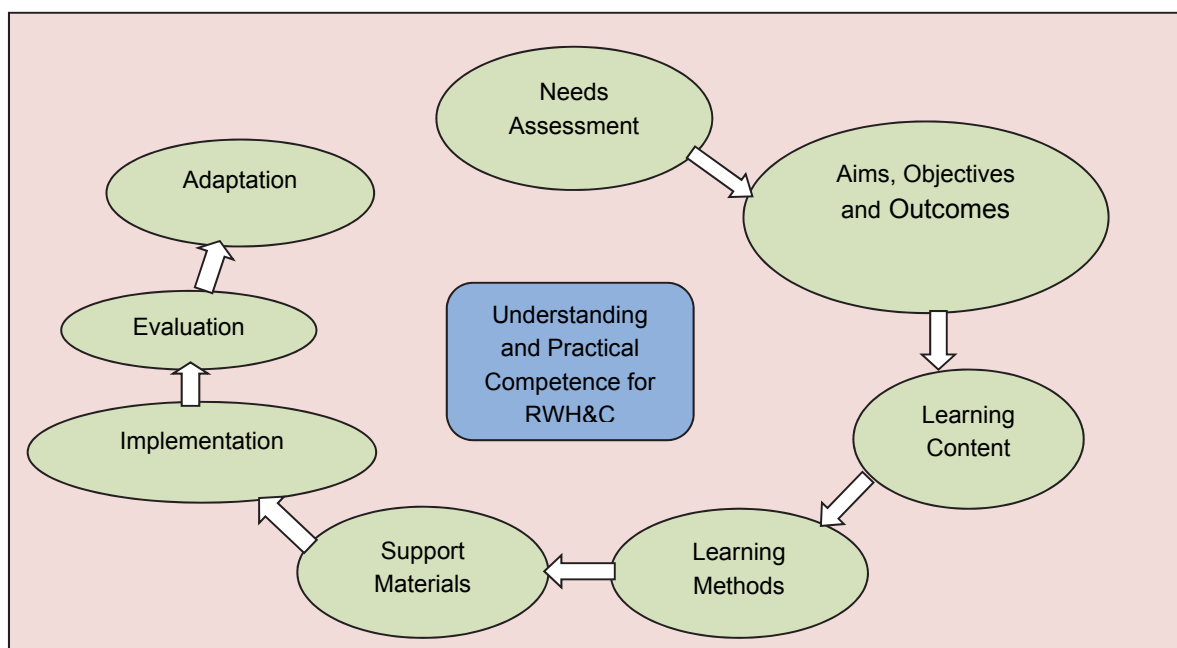 Needs
Assessment
Aims, Objectives
and Outcomes
Learning
Content
Learning
Methods
Support
Materials
Implementation
Evaluation
Adaptation
Understanding
and Practical
Competence for
RWH&C